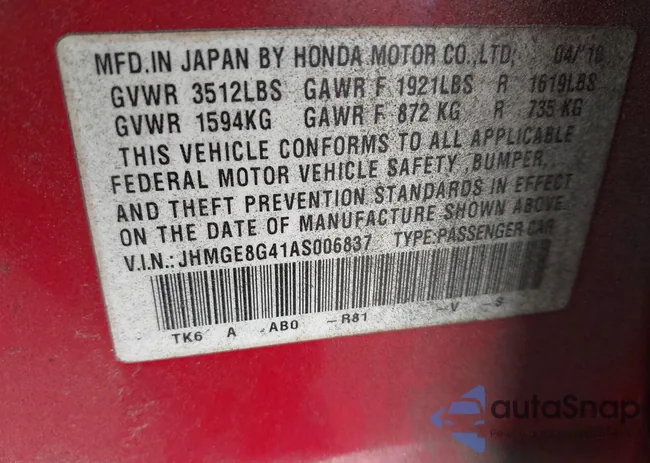 MFD.IN JAPAN BY HONDA MOTOR CO.,LTD, 04/'10
GVWR 3512LBS GAWR F 1921LBS R 1619LBS
GVWR 1594KG GAWR F 872 KG R 735 KG
THIS VEHICLE CONFORMS TO ALL APPLICABLE
FEDERAL MOTOR VEHICLE SAFETY ,BUMPER,
AND THEFT PREVENTION STANDARDS IN EFFECT
ON THE DATE OF MANUFACTURE SHOWN ABOVE.
V.I.N.:JHMGE8G41AS006837 TYPE:PASSENGER CAR
TK6 A -AB0 -R81 -V -S
autaSnap